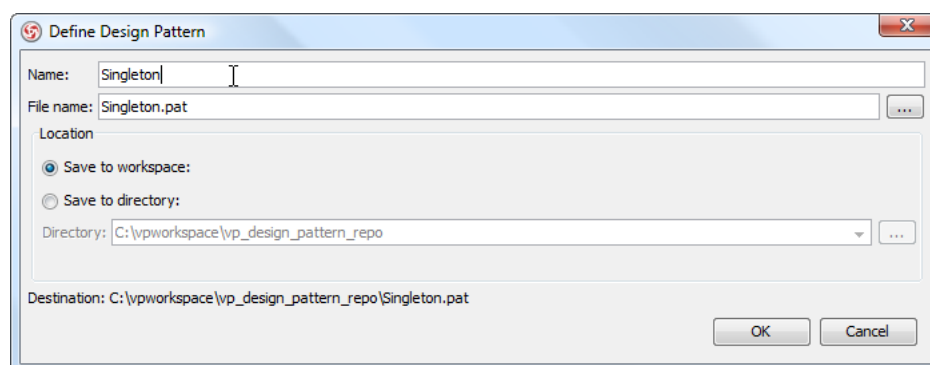 Define Design Pattern
Name: Singleton
File name: Singleton.pat ...
Location
Save to workspace:
Save to directory:
Directory: C:\vpworkspace\vp_design_pattern_repo ...
Destination: C:\vpworkspace\vp_design_pattern_repo\Singleton.pat
OK Cancel